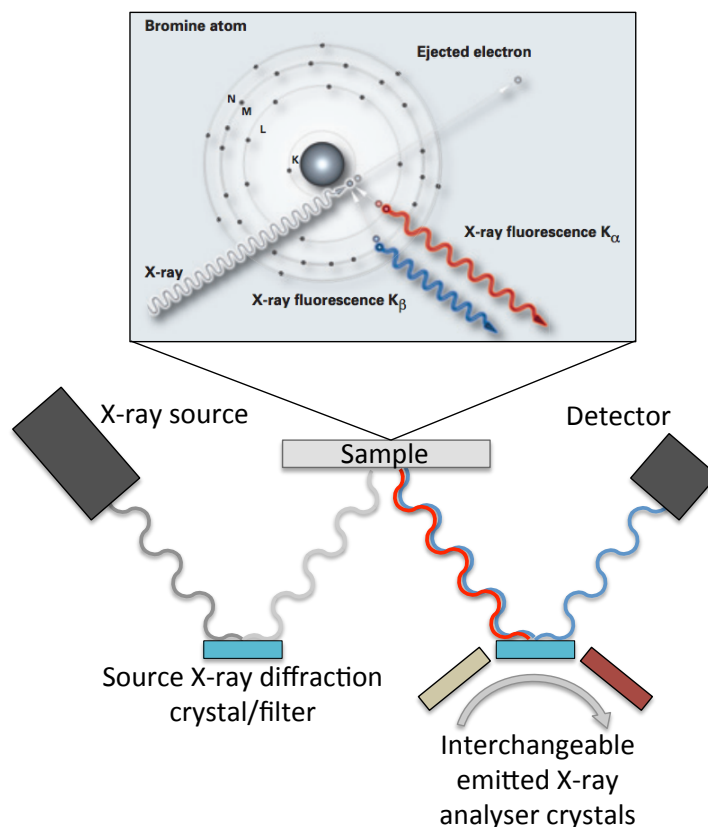 Bromine atom
Ejected electron
N
M
L
K
X-ray fluorescence Kα
X-ray
X-ray fluorescence Kβ
X-ray source
Detector
Sample
Source X-ray diffraction
crystal/filter
Interchangeable
emitted X-ray
analyser crystals